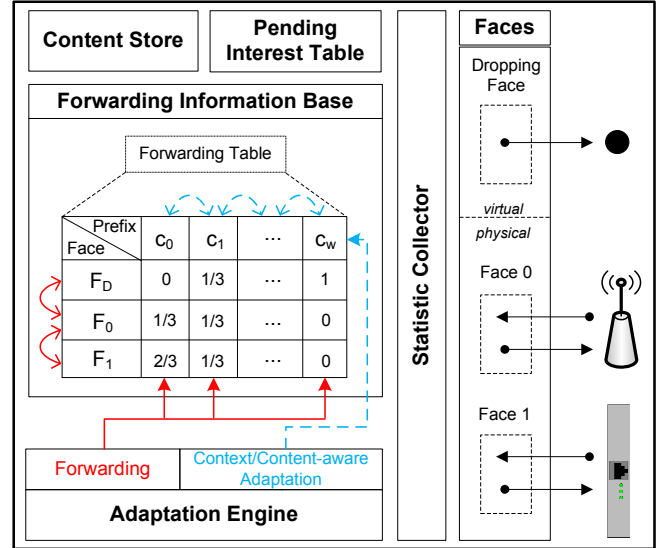 Content Store
Pending
Interest Table
Forwarding Information Base
Forwarding Table
Prefix
Face
c0 c1 ... cw
FD 0 1/3 ... 1
F0 1/3 1/3 ... 0
F1 2/3 1/3 ... 0
Forwarding
Context/Content-aware
Adaptation
Adaptation Engine
Statistic Collector
Faces
Dropping
Face
virtual
physical
Face 0
Face 1